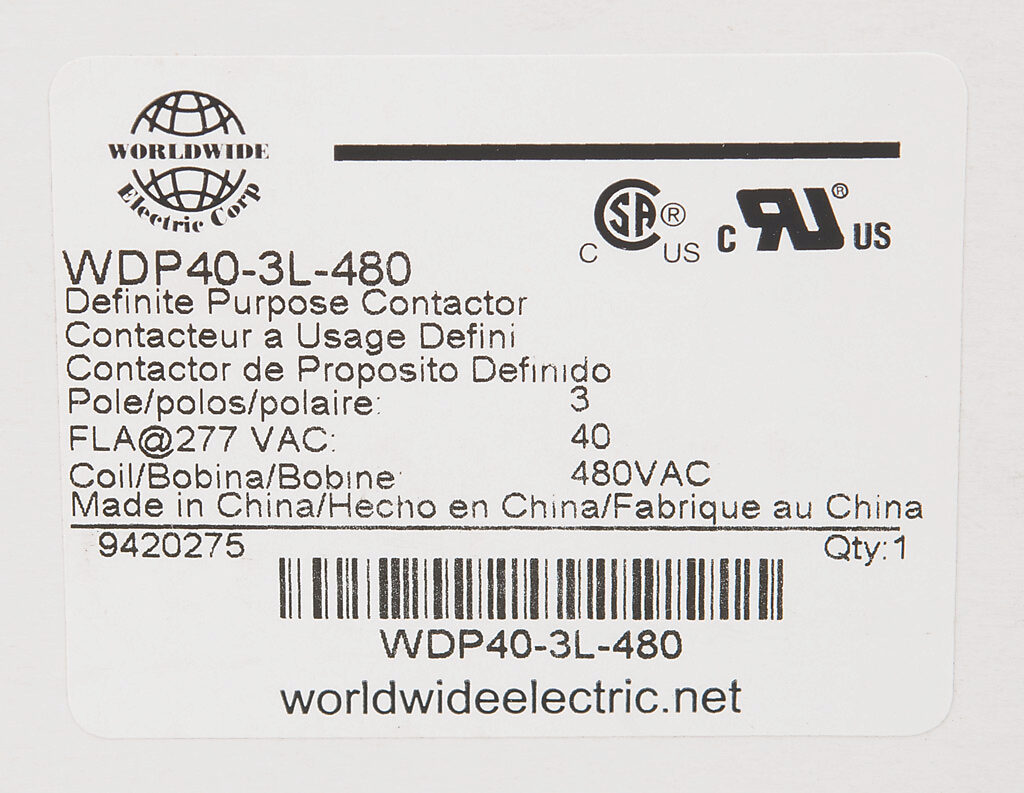 WORLDWIDE
Electric Corp
C SA ® US
C RU ® US
WDP40-3L-480
Definite Purpose Contactor
Contacteur a Usage Defini
Contactor de Proposito Definido
Pole/polos/polaire: 3
FLA@277 VAC: 40
Coil/Bobina/Bobine: 480VAC
Made in China/Hecho en China/Fabrique au China
9420275 Qty:1
WDP40-3L-480
worldwideelectric.net